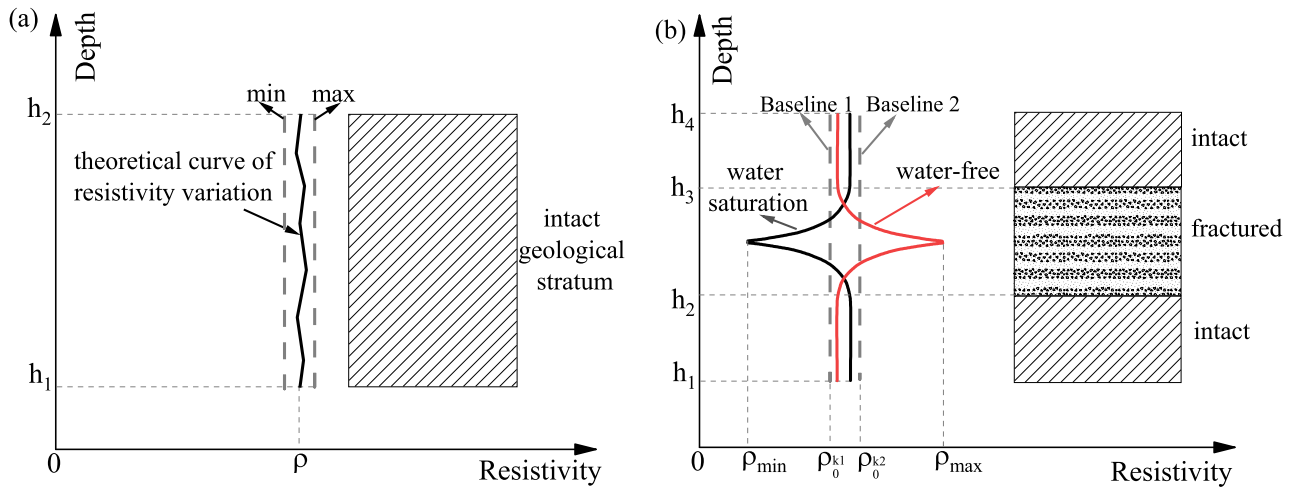 (a)
Depth
min
max
h2
theoretical curve of
resistivity variation
intact
geological
stratum
h1
0
ρ
Resistivity
(b)
Depth
Baseline 1
Baseline 2
h4
intact
water
saturation
water-free
h3
fractured
h2
intact
h1
0
ρmin
ρ0k1
ρ0k2
ρmax
Resistivity